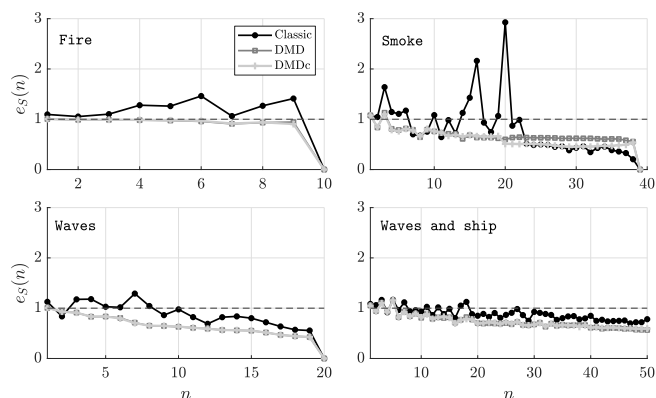 3
2
1
0
e_S(n)
Fire
Classic
DMD
DMDc
2 4 6 8 10
3
2
1
0
Smoke
10 20 30 40
3
2
1
0
e_S(n)
Waves
5 10 15 20
n
3
2
1
0
Waves and ship
10 20 30 40 50
n